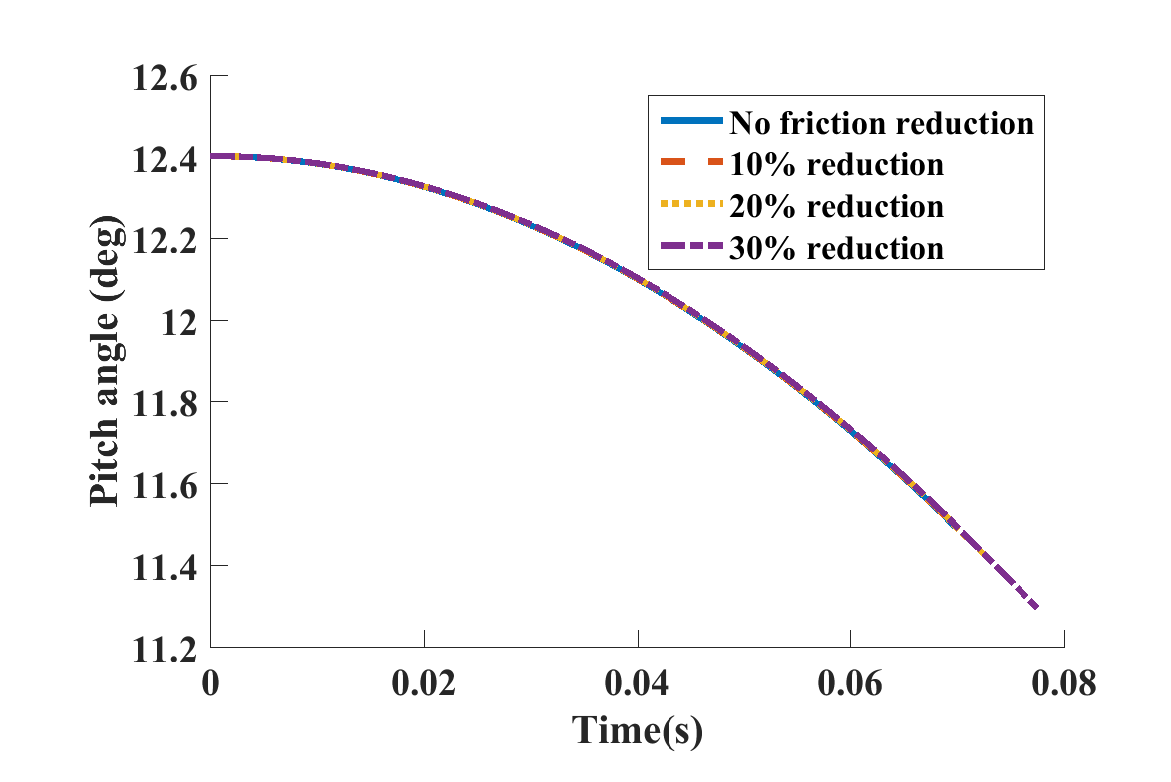 12.6
12.4
12.2
12
11.8
11.6
11.4
11.2
Pitch angle (deg)
0
0.02
0.04
0.06
0.08
Time(s)
No friction reduction
10% reduction
20% reduction
30% reduction